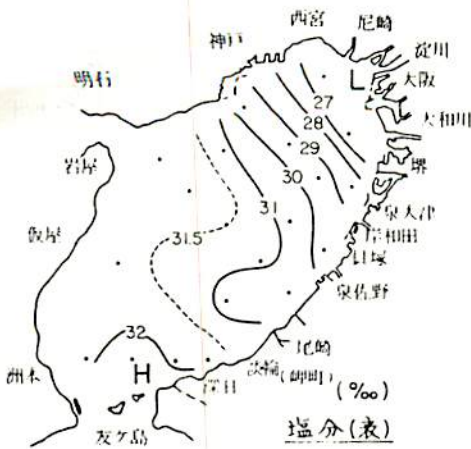 西宮
尼崎
神戸
淀川
明石
L 大阪
27
28
大和川
29
堺
岩屋
30
泉大津
31
岸和田
仮屋
31.5
貝塚
泉佐野
32
尾崎
洲本
H
淡輪(岬町)
深日
(‰)
友ケ島
塩分(表)